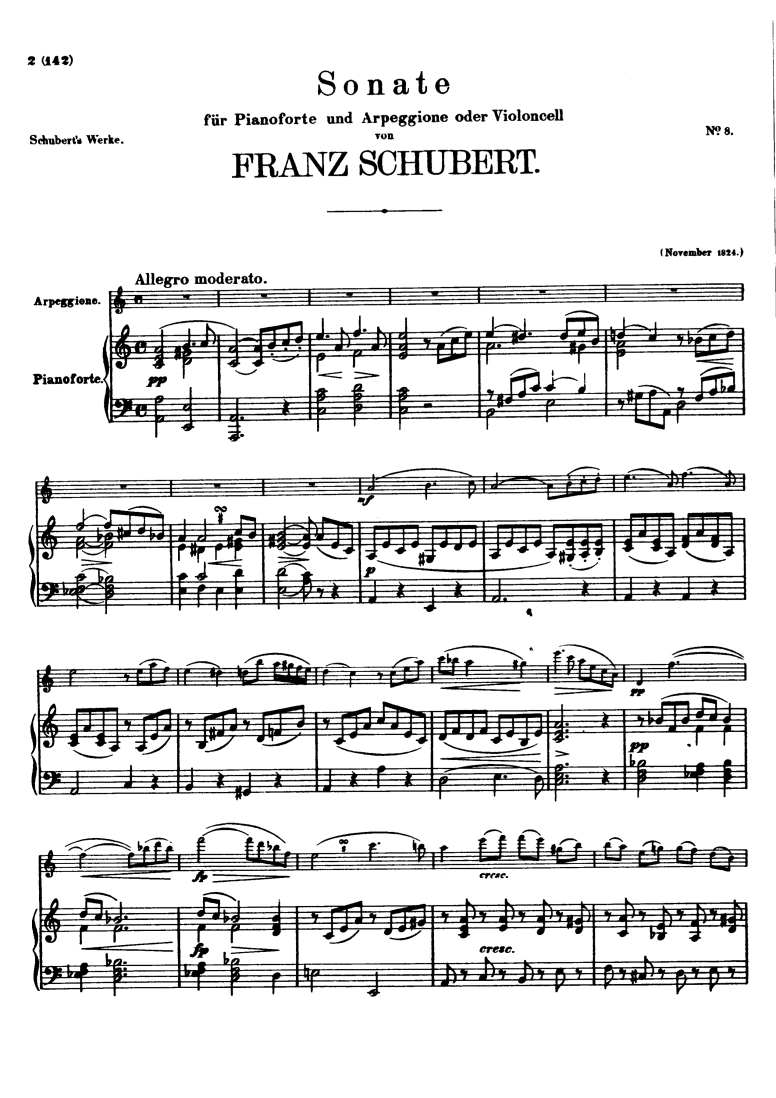 2 (142)
Sonate
für Pianoforte und Arpeggione oder Violoncell
von
Schubert's Werke.
Nº 8.
FRANZ SCHUBERT.
(November 1824.)
Allegro moderato.
Arpeggione.
Pianoforte.
pp
mf
p
pp
pp
fp
cresc.
fp
cresc.